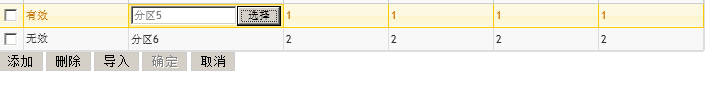 有效 分区5 选择 1 1 1 1
无效 分区6 2 2 2 2
添加 删除 导入 确定 取消